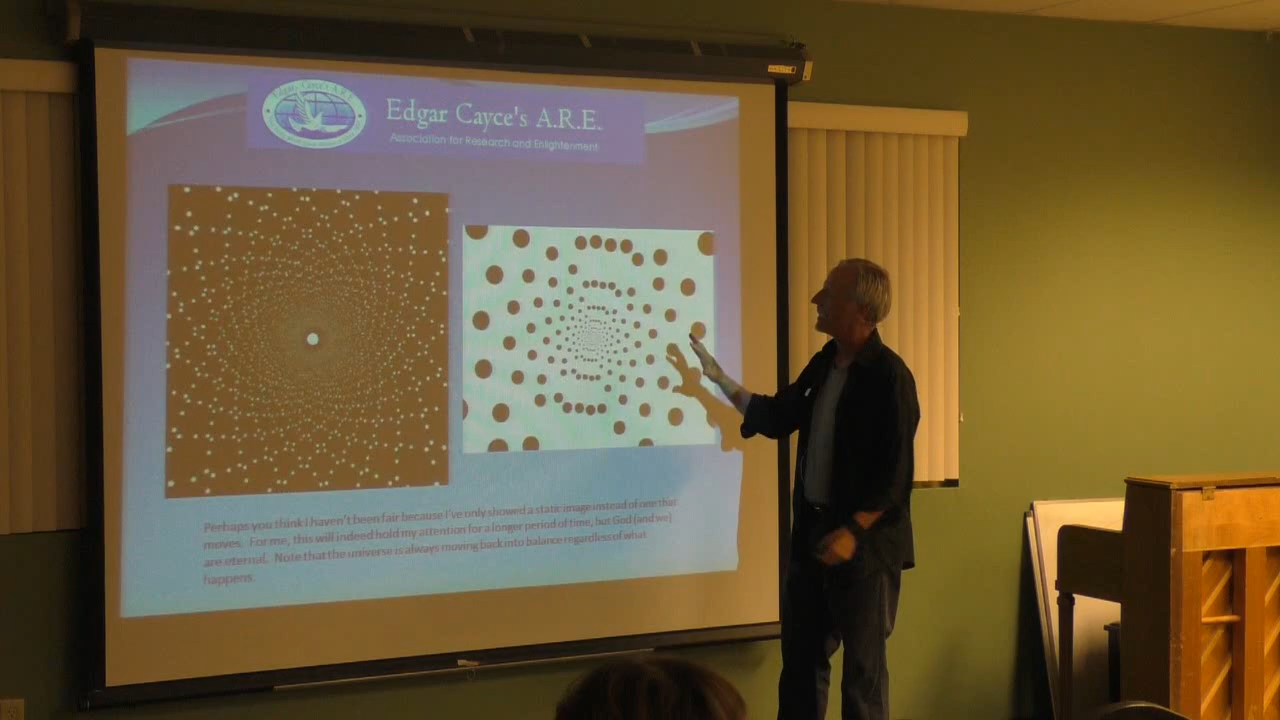 Edgar Cayce's A.R.E.
Edgar Cayce's A.R.E.
Association for Research and Enlightenment
Perhaps you think I haven't been fair because I've only showed a static image instead of one that
moves. For me, this will indeed hold my attention for a longer period of time, but God (and we)
are eternal. Note that the universe is always moving back into balance regardless of what
happens.